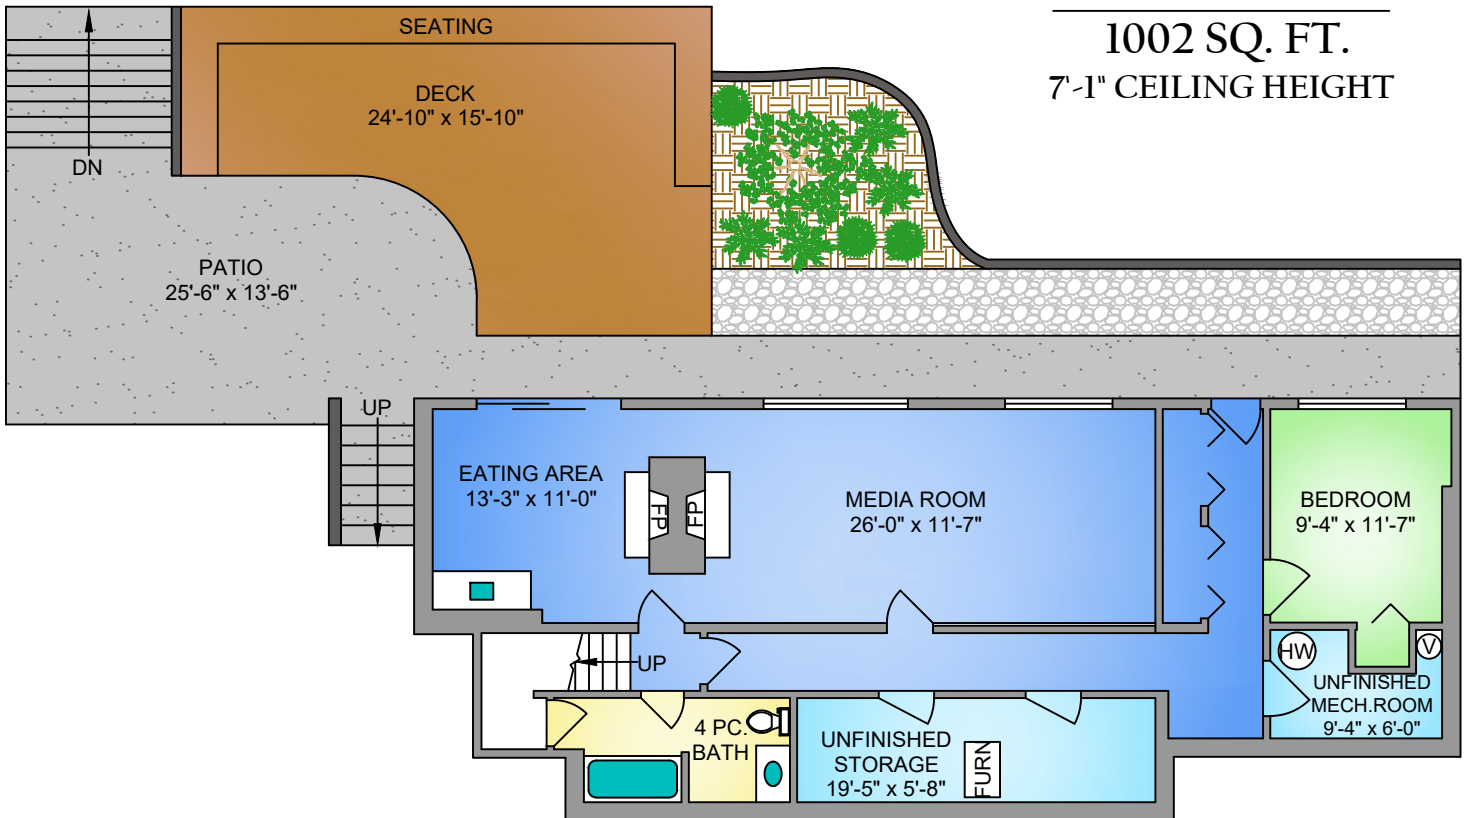 1002 SQ. FT.
7'-1" CEILING HEIGHT
SEATING
DECK
24'-10" x 15'-10"
DN
PATIO
25'-6" x 13'-6"
UP
EATING AREA
13'-3" x 11'-0"
FP
FP
MEDIA ROOM
26'-0" x 11'-7"
BEDROOM
9'-4" x 11'-7"
UP
HW
V
UNFINISHED
MECH.ROOM
9'-4" x 6'-0"
4 PC.
BATH
UNFINISHED
STORAGE
19'-5" x 5'-8"
FURN